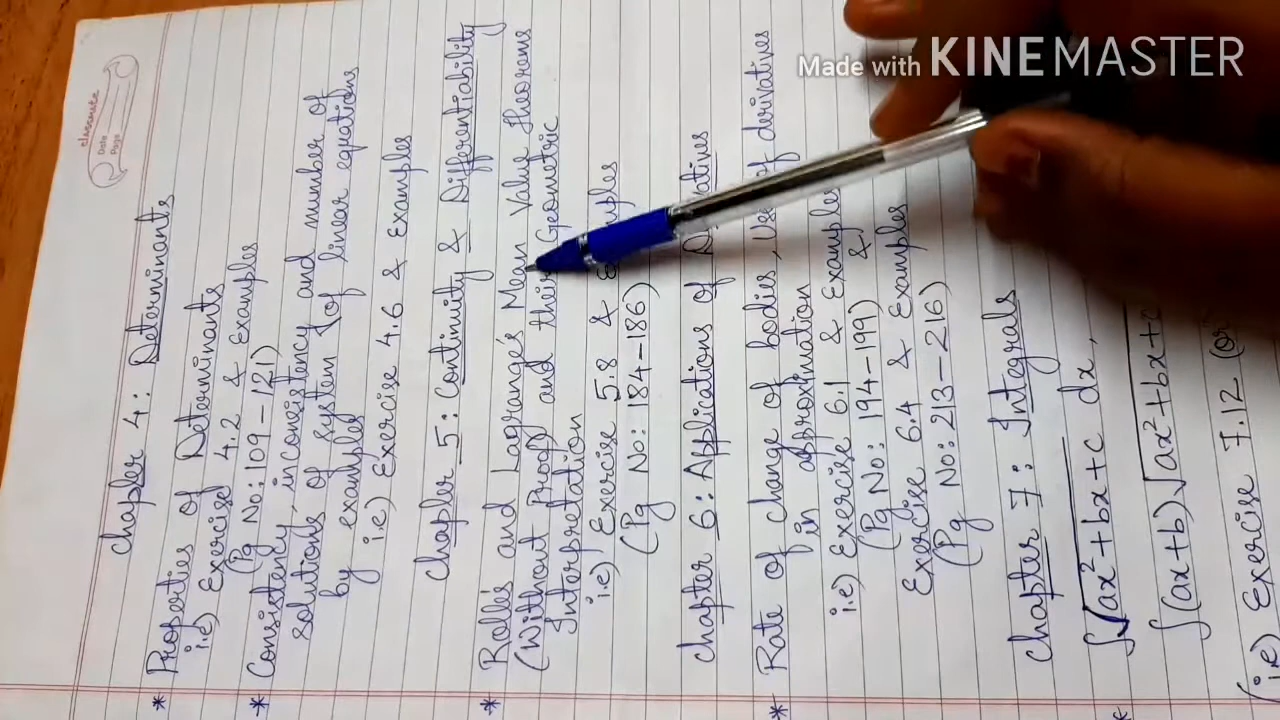 classmate
Date
Page
Chapter 4: Determinants
* Properties of Determinants
i.e) Exercise 4.2 & Examples
(Pg No: 109-121)
* Consistency, inconsistency and number of
solutions of system of linear equations
by examples
i.e) Exercise 4.6 & Examples
Chapter 5: Continuity & Differentiability
* Rolle's and Lagrange's Mean Value Theorems
(Without Proof) and their Geometric
Interpretation
i.e) Exercise 5.8 &
(Pg No: 184-186)
Chapter 6: Applications of
* Rate of change of bodies, Use of derivatives
in approximation
i.e) Exercise 6.1 & Examples
(Pg No: 194-199) &
Exercise 6.4 & Examples
(Pg No: 213-216)
Chapter 7: Integrals
∫√ax²+bx+c dx,
∫(ax+b)√ax²+bx+c
(i.e) Exercise 7.12
Made with KINEMASTER